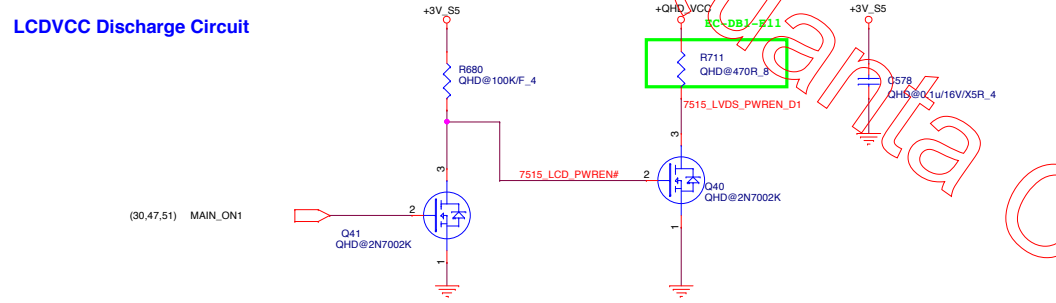 LCDVCC Discharge Circuit
+3V_S5
+QHD_VCC
+3V_S5
EC-DB1-E11
R680
QHD@100K/F_4
R711
QHD@470R_8
C578
QHD@0.1u/16V/X5R_4
7515_LVDS_PWREN_D1
3
3
7515_LCD_PWREN#
2
Q40
QHD@2N7002K
(30,47,51) MAIN_ON1
2
Q41
QHD@2N7002K
1
1
anta